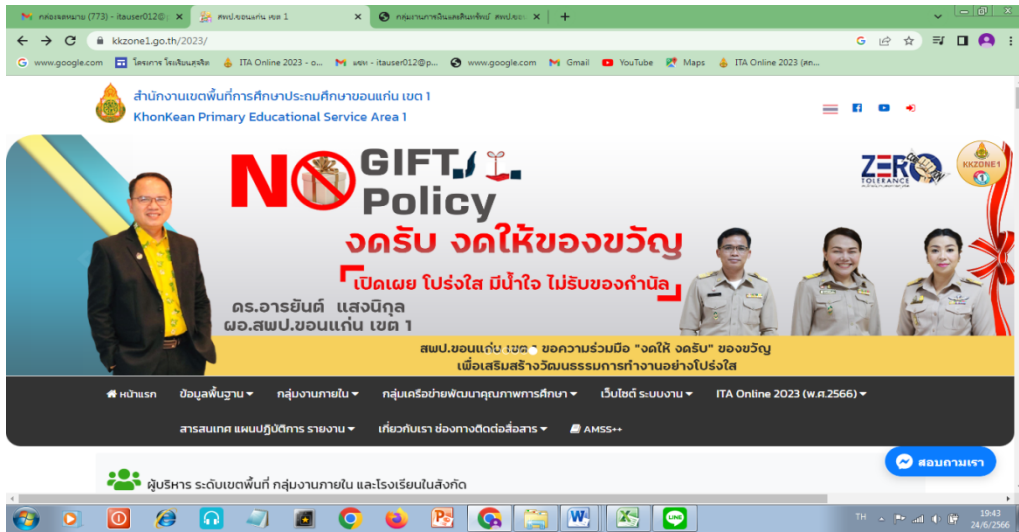 กล่องจดหมาย (773) - itauser012@
สพป.ขอนแก่น เขต 1
กลุ่มงานการเงินและสินทรัพย์ สพป.ขอน
kkzone1.go.th/2023/
www.google.com
โครงการ โรงเรียนสุจริต
ITA Online 2023 - อ...
มชท - itauser012@p...
www.google.com
Gmail
YouTube
Maps
ITA Online 2023 (สถ...
สำนักงานเขตพื้นที่การศึกษาประถมศึกษาขอนแก่น เขต 1
KhonKean Primary Educational Service Area 1
NO GIFT
Policy
ZERO
TOLERANCE
KKZONE1
1
งดรับ งดให้ของขวัญ
เปิดเผย โปร่งใส มีน้ำใจ ไม่รับของกำนัล
ดร.อารยันต์ แสงนิกุล
ผอ.สพป.ขอนแก่น เขต 1
สพป.ขอนแก่น เขต 1 ขอความร่วมมือ "งดให้ งดรับ" ของขวัญ
เพื่อเสริมสร้างวัฒนธรรมการทำงานอย่างโปร่งใส
หน้าแรก ข้อมูลพื้นฐาน กลุ่มงานภายใน กลุ่มเครือข่ายพัฒนาคุณภาพการศึกษา เว็บไซต์ ระบบงาน ITA Online 2023 (พ.ศ.2566)
สารสนเทศ แผนปฏิบัติการ รายงาน เกี่ยวกับเรา ช่องทางติดต่อสื่อสาร AMSS++
สอบถามเรา
ผู้บริหาร ระดับเขตพื้นที่ กลุ่มงานภายใน และโรงเรียนในสังกัด
TH
19:43
24/6/2566